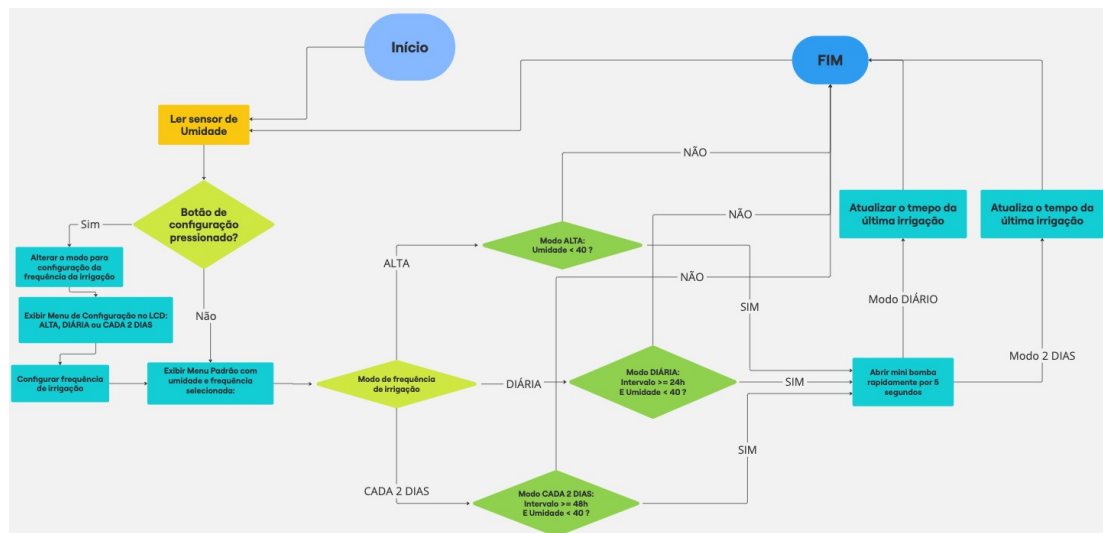 Início
FIM
Ler sensor de
Umidade
Botão de
configuração
pressionado?
Sim
Não
Alterar o modo para
configuração da
frequência da irrigação
Exibir Menu de Configuração no LCD:
ALTA, DIÁRIA ou CADA 2 DIAS
Configurar frequência
de irrigação
Exibir Menu Padrão com
umidade e frequência
selecionada:
Modo de frequência
de irrigação
ALTA
DIÁRIA
CADA 2 DIAS
Modo ALTA:
Umidade < 40 ?
NÃO
SIM
Modo DIÁRIA:
Intervalo >= 24h
E Umidade < 40 ?
NÃO
SIM
Modo CADA 2 DIAS:
Intervalo >= 48h
E Umidade < 40 ?
NÃO
SIM
Abrir mini bomba
rapidamente por 5
segundos
Modo DIÁRIO
Modo 2 DIAS
Atualizar o tmepo da
última irrigação
Atualiza o tempo da
última irrigação